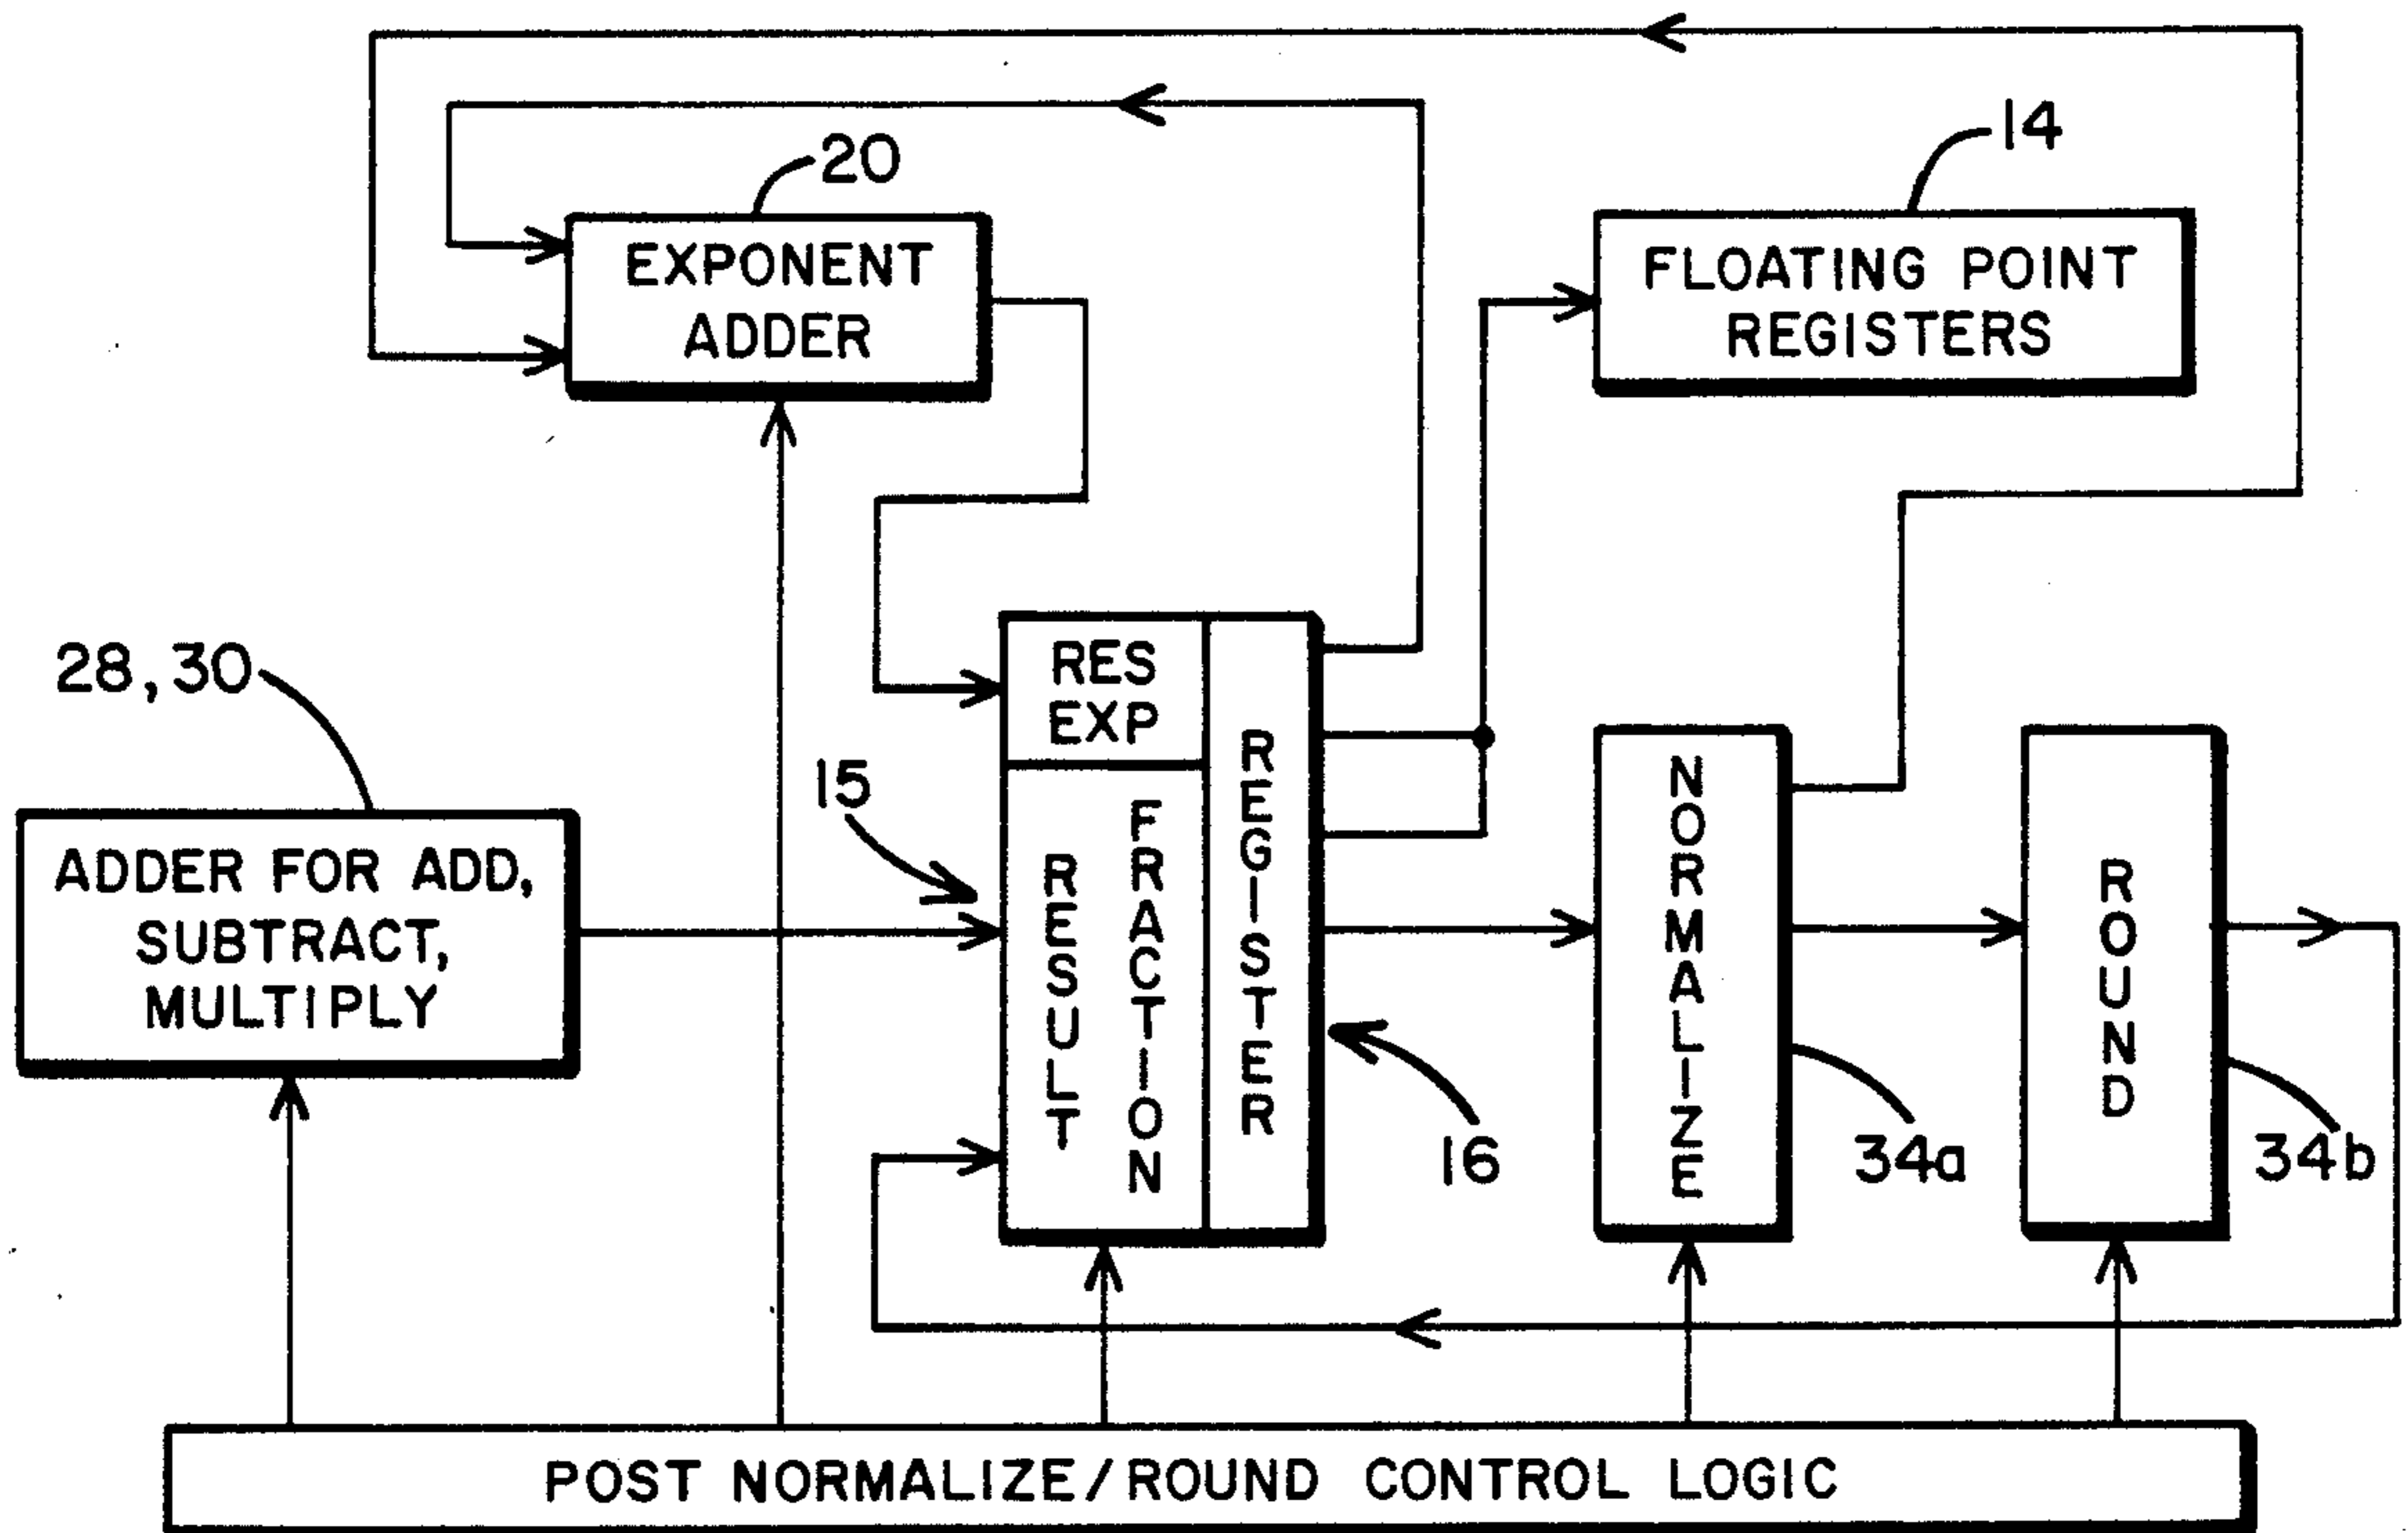 20
14
EXPONENT
ADDER
FLOATING POINT
REGISTERS
28,30
RES
EXP
REGISTER
15
RESULT
FRACTION
ADDER FOR ADD,
SUBTRACT,
MULTIPLY
NORMALIZE
ROUND
16
34a
34b
POST NORMALIZE/ROUND CONTROL LOGIC